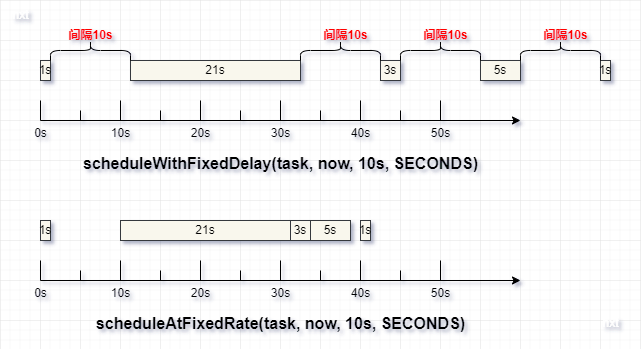 间隔10s 间隔10s 间隔10s 间隔10s
1s 21s 3s 5s 1s
0s 10s 20s 30s 40s 50s
scheduleWithFixedDelay(task, now, 10s, SECONDS)
1s 21s 3s 5s 1s
0s 10s 20s 30s 40s 50s
scheduleAtFixedRate(task, now, 10s, SECONDS)